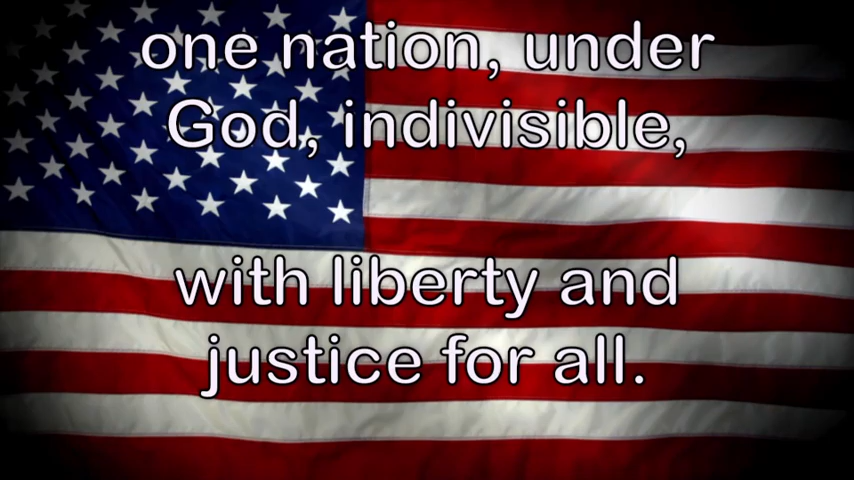 one nation, under
God, indivisible,
with liberty and
justice for all.